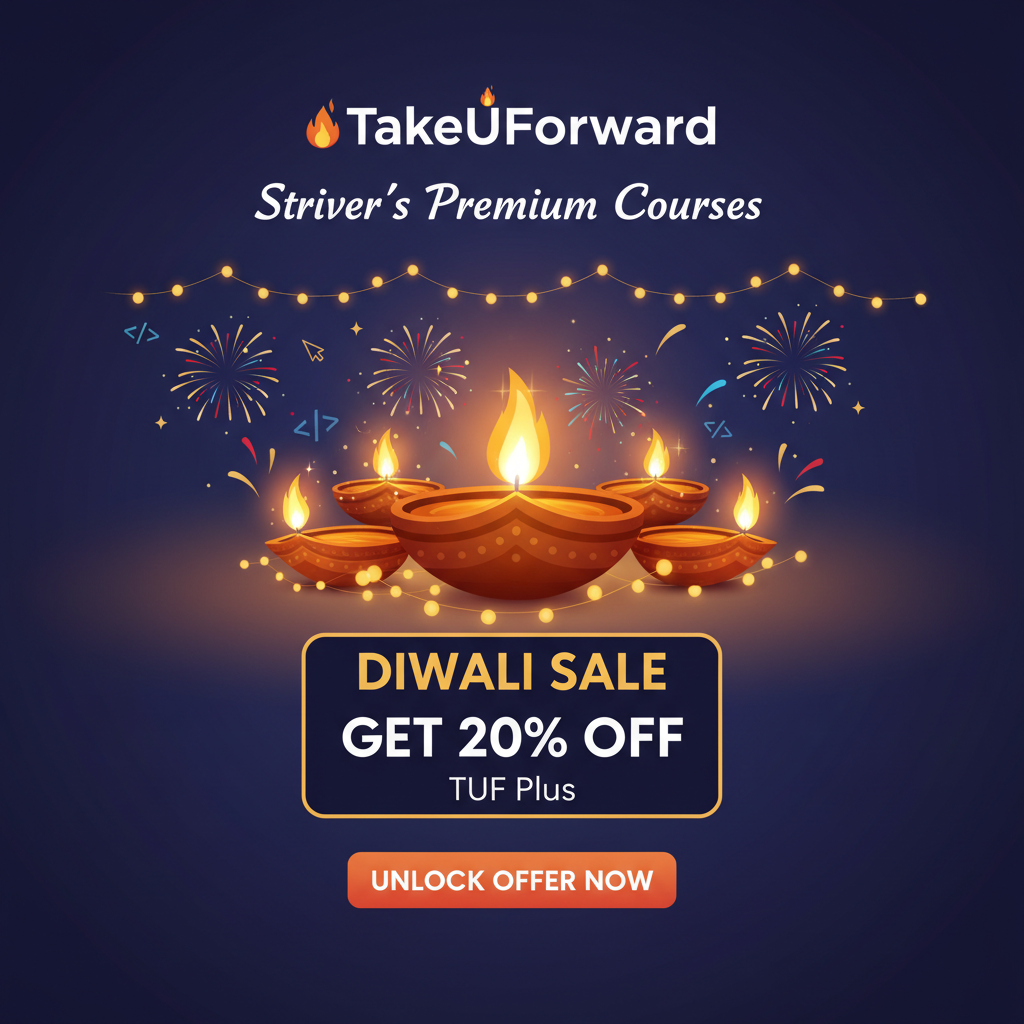 TakeUForward
Striver's Premium Courses
</>
</>
</>
DIWALI SALE
GET 20% OFF
TUF Plus
UNLOCK OFFER NOW